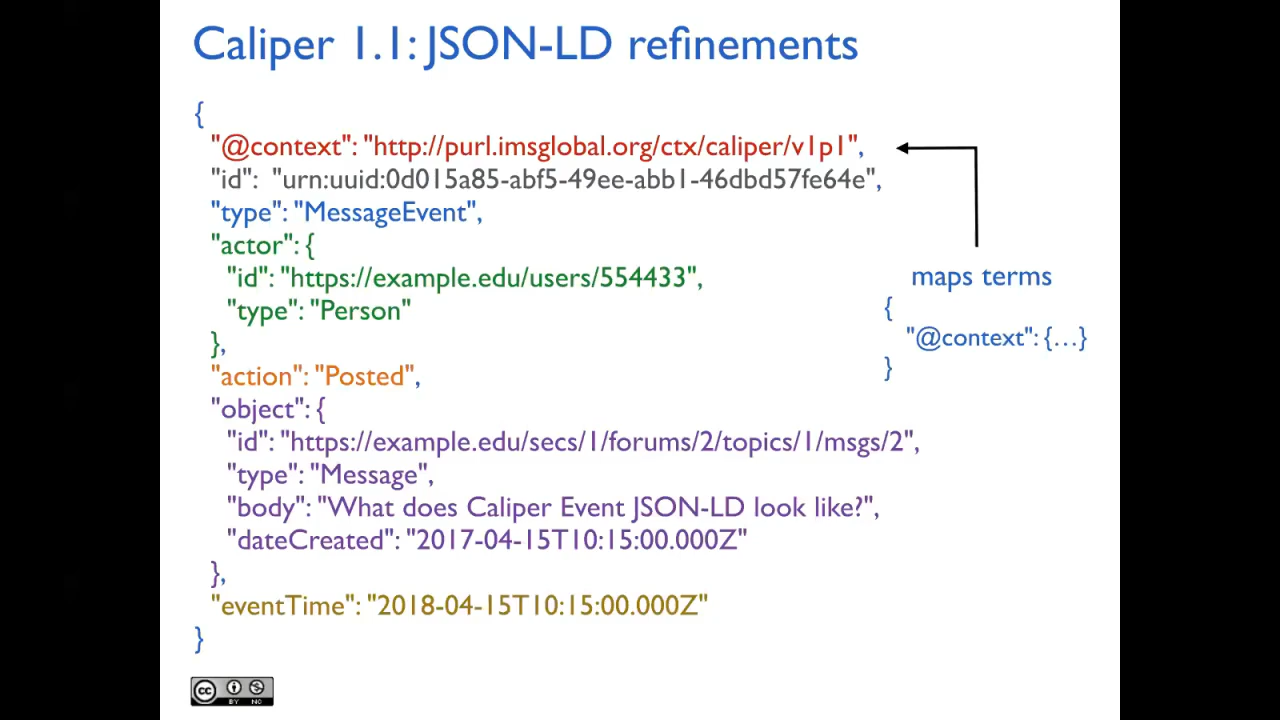 Caliper 1.1: JSON-LD refinements
{
"@context": "http://purl.imsglobal.org/ctx/caliper/v1p1",
"id":  "urn:uuid:0d015a85-abf5-49ee-abb1-46dbd57fe64e",
"type": "MessageEvent",
"actor": {
"id": "https://example.edu/users/554433",
"type": "Person"
},
"action": "Posted",
"object": {
"id": "https://example.edu/secs/1/forums/2/topics/1/msgs/2",
"type": "Message",
"body": "What does Caliper Event JSON-LD look like?",
"dateCreated": "2017-04-15T10:15:00.000Z"
},
"eventTime": "2018-04-15T10:15:00.000Z"
}
maps terms
{
"@context": {…}
}
cc
BY NC